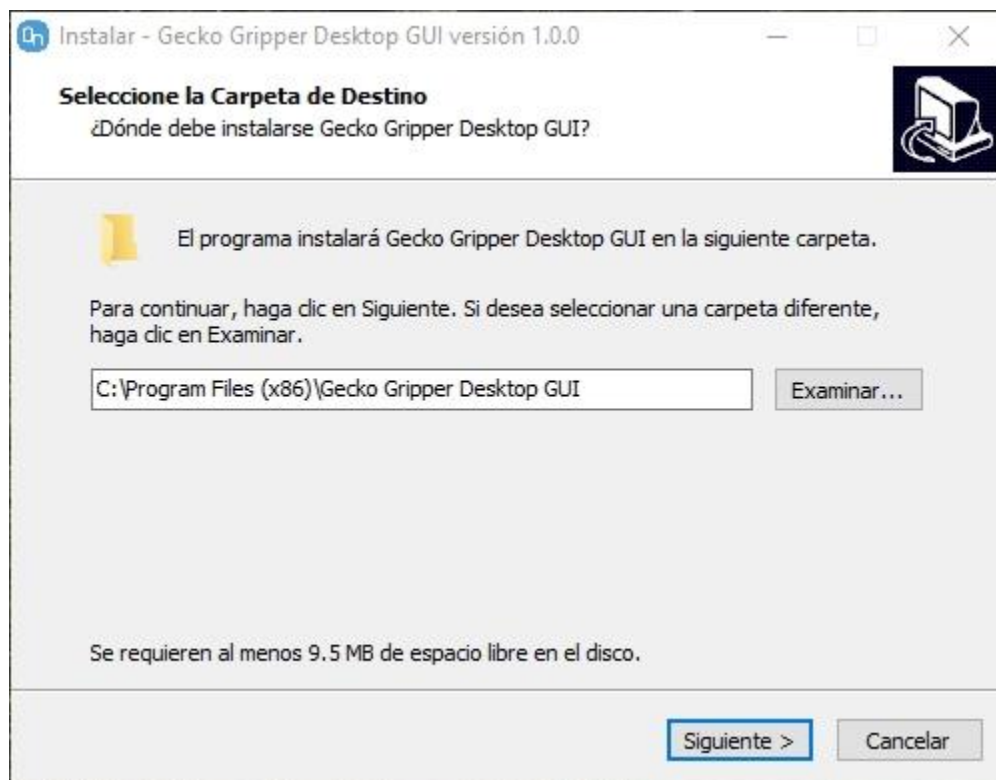 On Instalar - Gecko Gripper Desktop GUI versión 1.0.0
Seleccione la Carpeta de Destino
¿Dónde debe instalarse Gecko Gripper Desktop GUI?
El programa instalará Gecko Gripper Desktop GUI en la siguiente carpeta.
Para continuar, haga clic en Siguiente. Si desea seleccionar una carpeta diferente,
haga clic en Examinar.
C:\Program Files (x86)\Gecko Gripper Desktop GUI Examinar...
Se requieren al menos 9.5 MB de espacio libre en el disco.
Siguiente > Cancelar